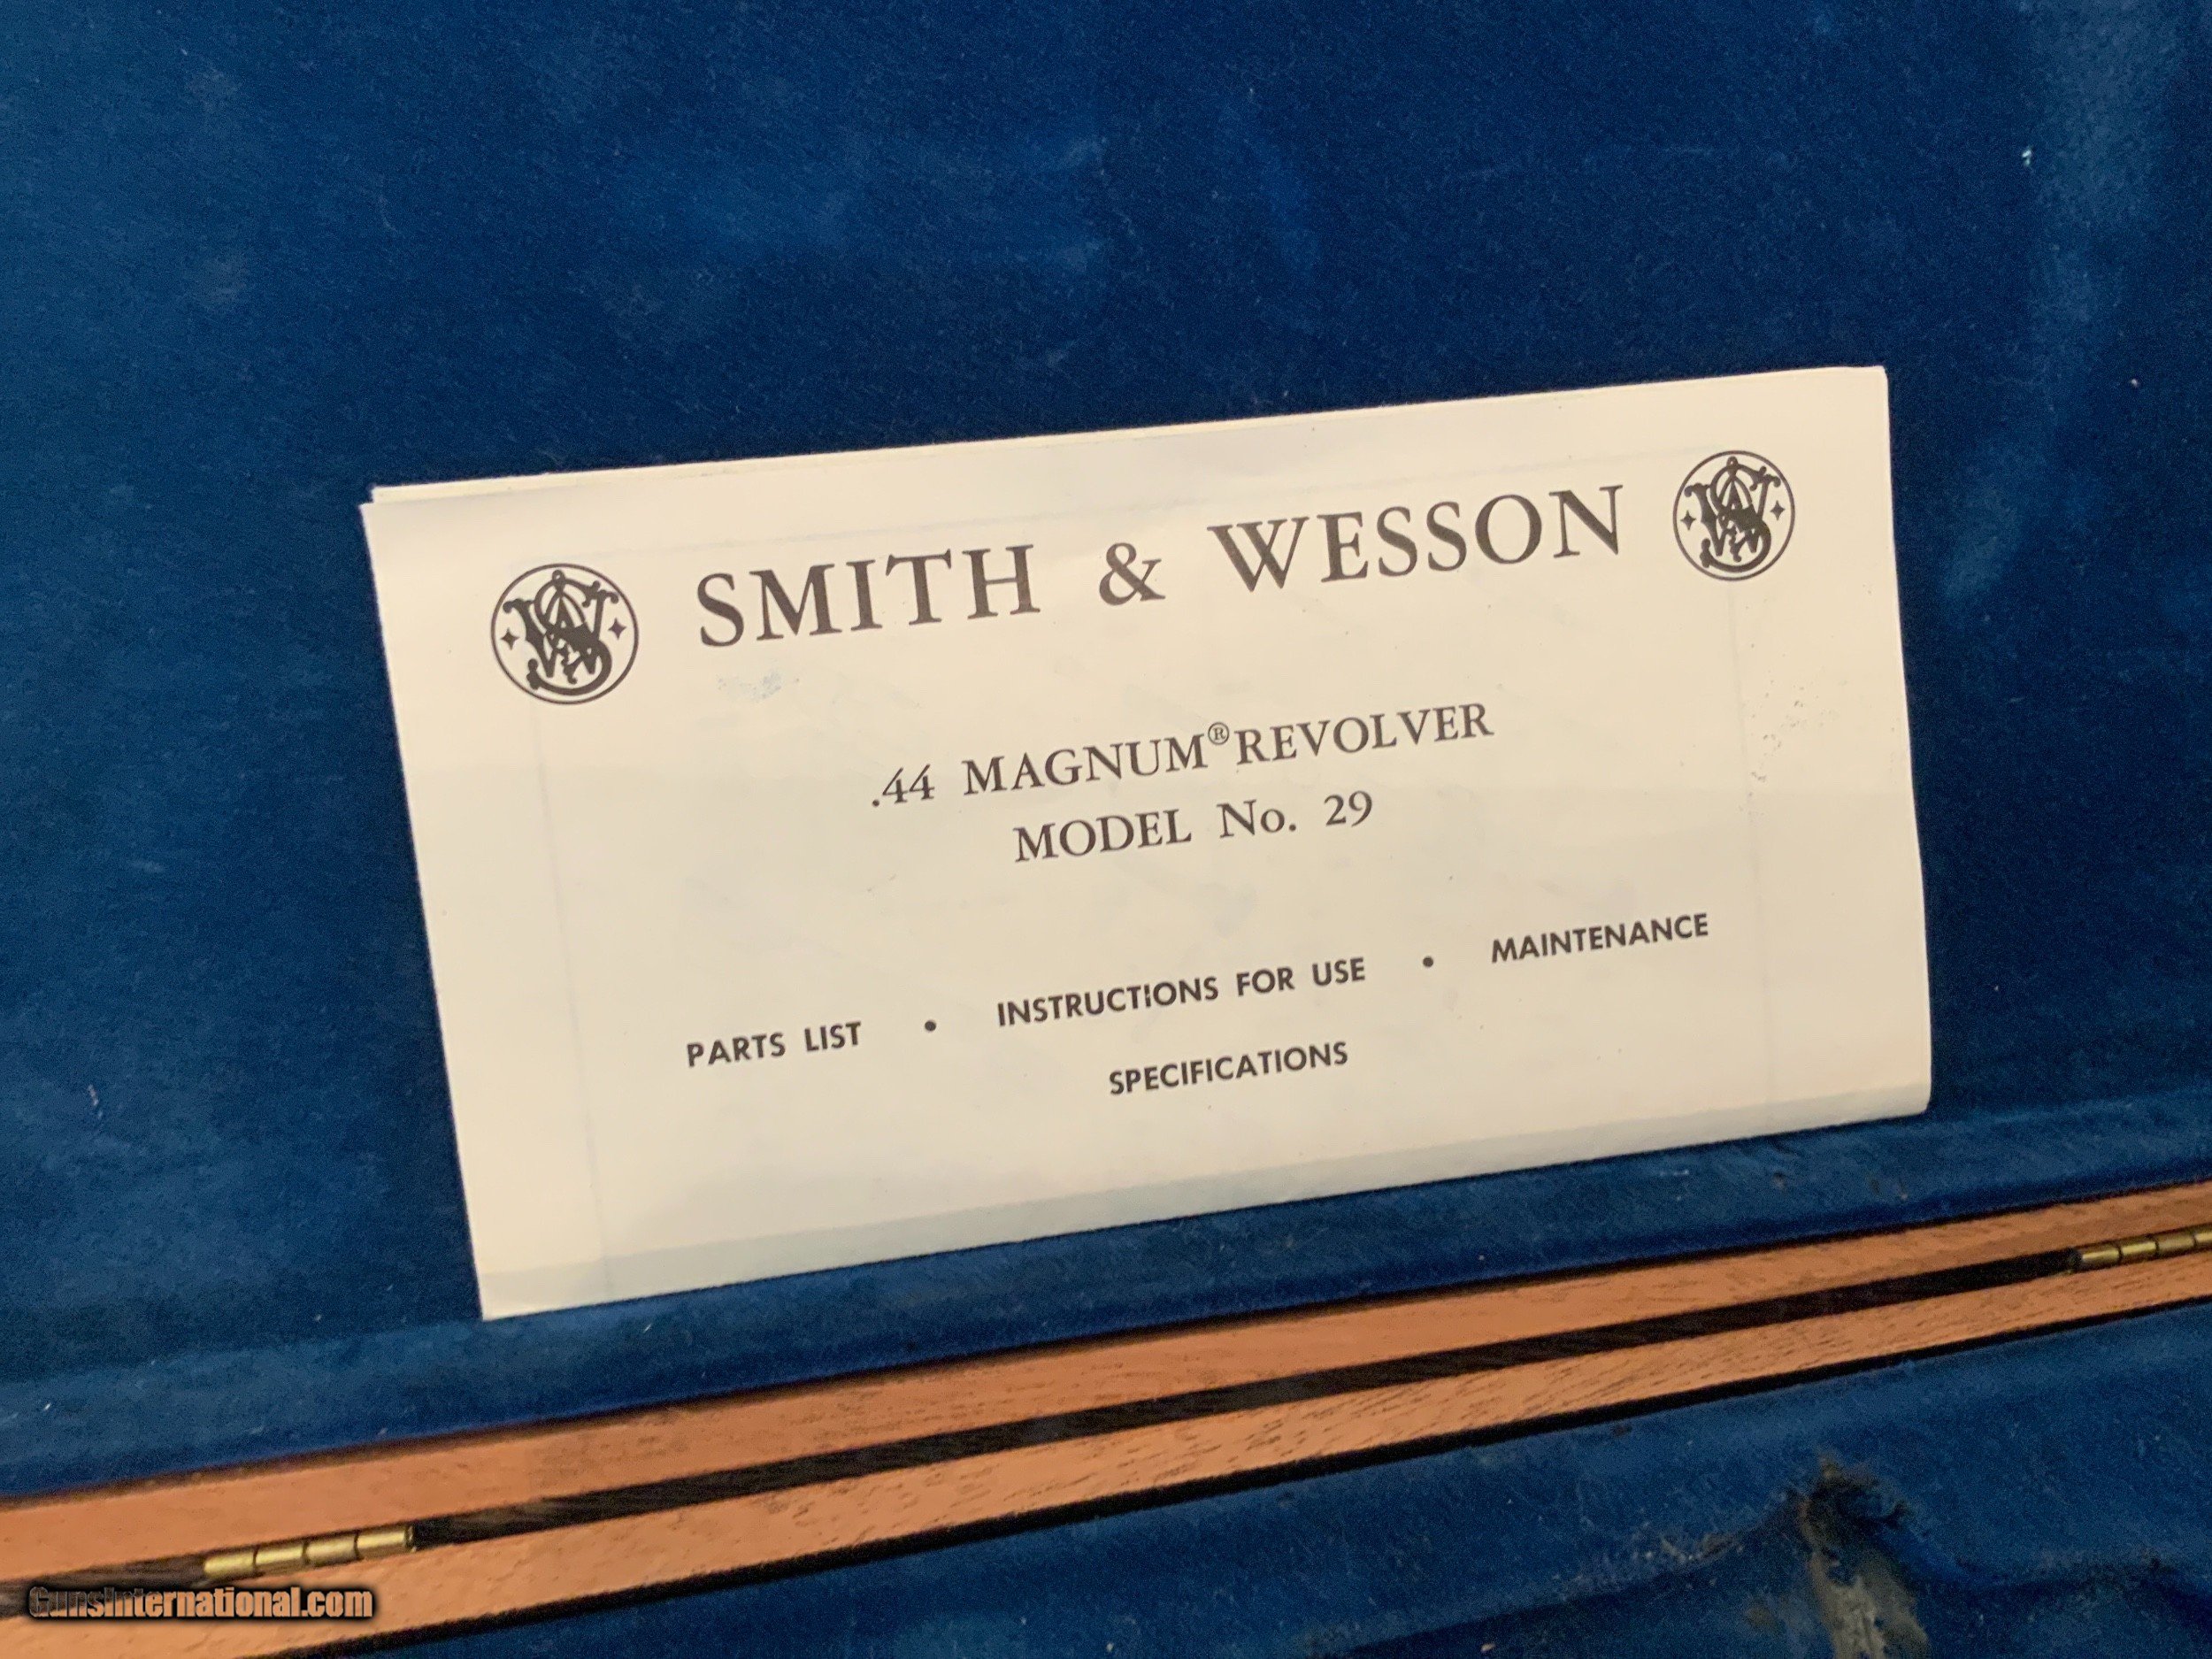 SMITH & WESSON
.44 MAGNUM® REVOLVER
MODEL No. 29
PARTS LIST • INSTRUCTIONS FOR USE • MAINTENANCE
SPECIFICATIONS
GunsInternational.com